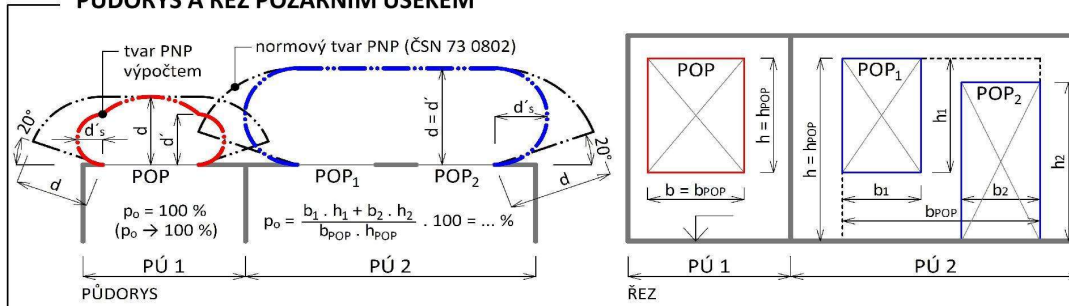 PŮDORYS A ŘEZ POŽÁRNÍM ÚSEKEM
tvar PNP
výpočtem
normový tvar PNP (ČSN 73 0802)
20°
d
d´s
d
d´
d = d´
d´s
20°
d
POP
POP1
POP2
po = 100 %
(po → 100 %)
po = b1 . h1 + b2 . h2 / bPOP . hPOP . 100 = ... %
PÚ 1
PÚ 2
PŮDORYS
POP
h = hPOP
b = bPOP
h = hPOP
POP1
h1
POP2
h2
b1
b2
bPOP
PÚ 1
PÚ 2
ŘEZ